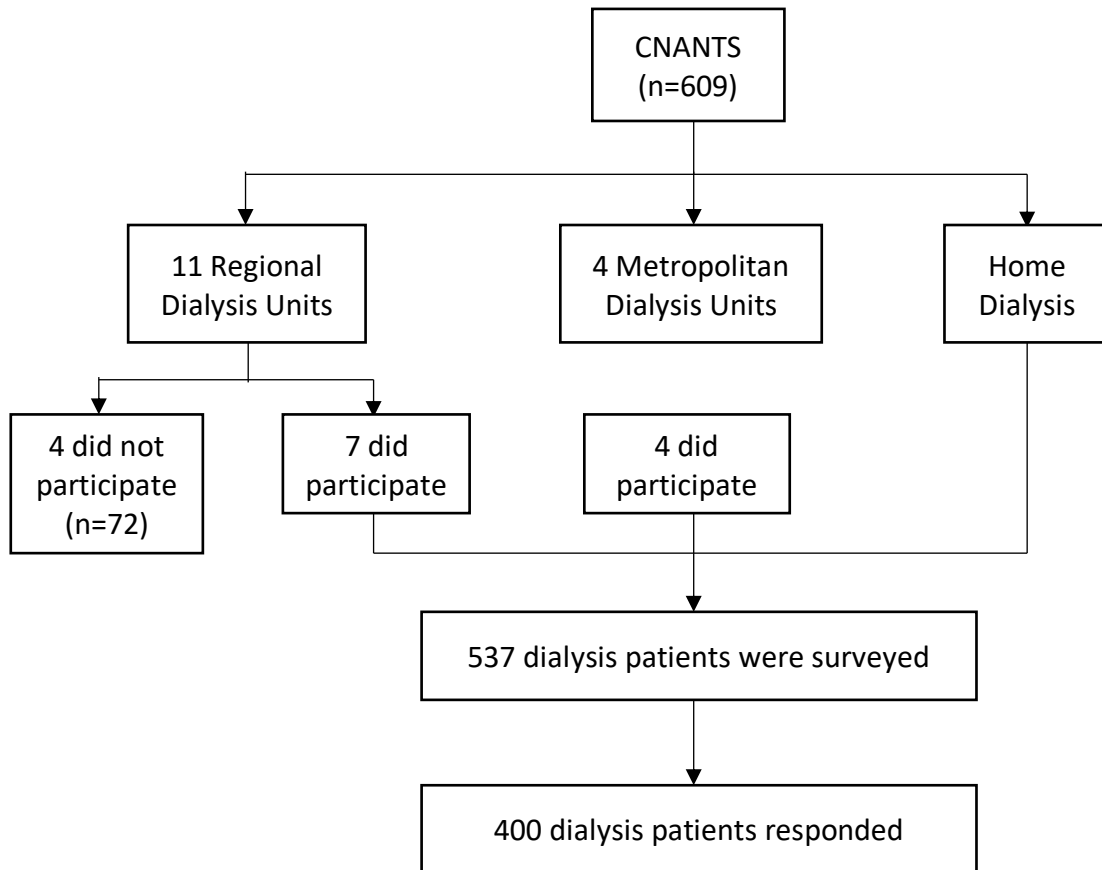 CNANTS
(n=609)
11 Regional
Dialysis Units
4 Metropolitan
Dialysis Units
Home
Dialysis
4 did not
participate
(n=72)
7 did
participate
4 did
participate
537 dialysis patients were surveyed
400 dialysis patients responded